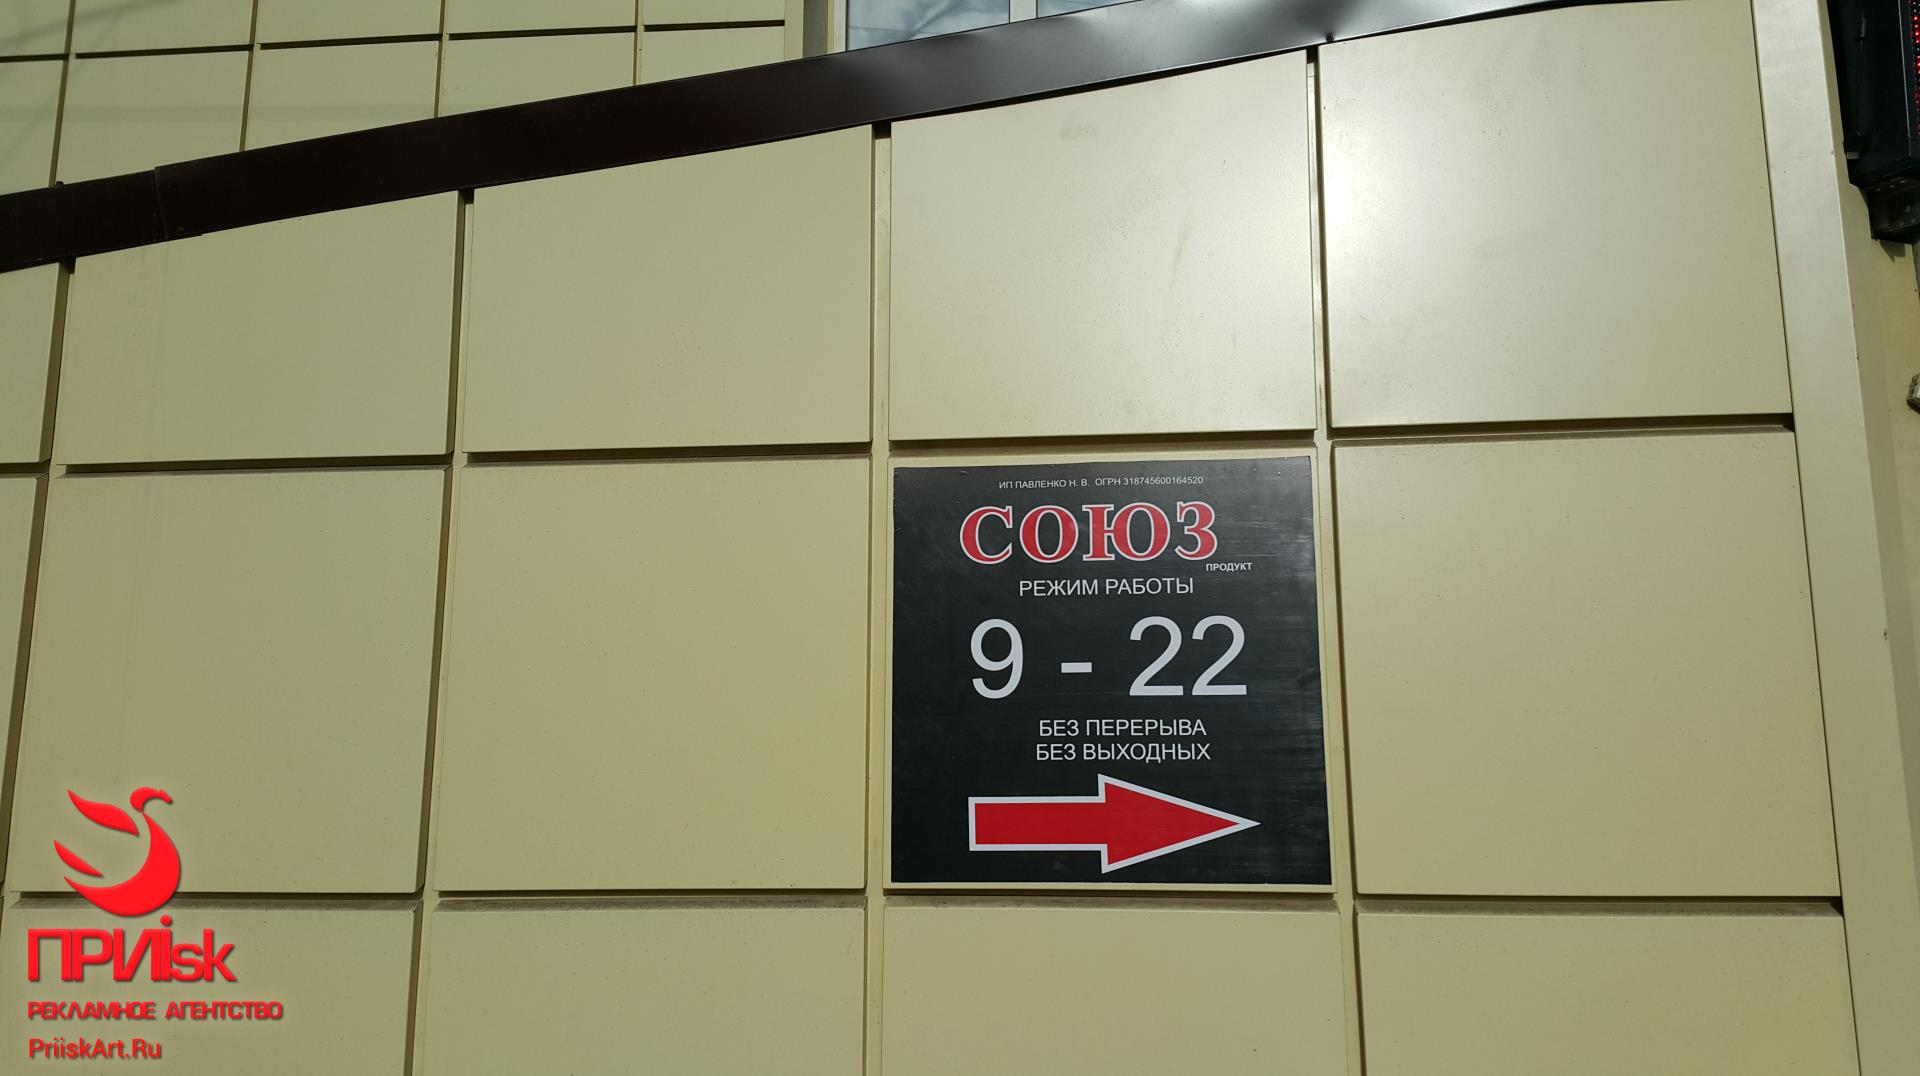 ИП ПАВЛЕНКО Н. В. ОГРН 318745600164520
СОЮЗ
ПРОДУКТ
РЕЖИМ РАБОТЫ
9 - 22
БЕЗ ПЕРЕРЫВА
БЕЗ ВЫХОДНЫХ
ПРИisk
РЕКЛАМНОЕ АГЕНТСТВО
PriiskArt.Ru